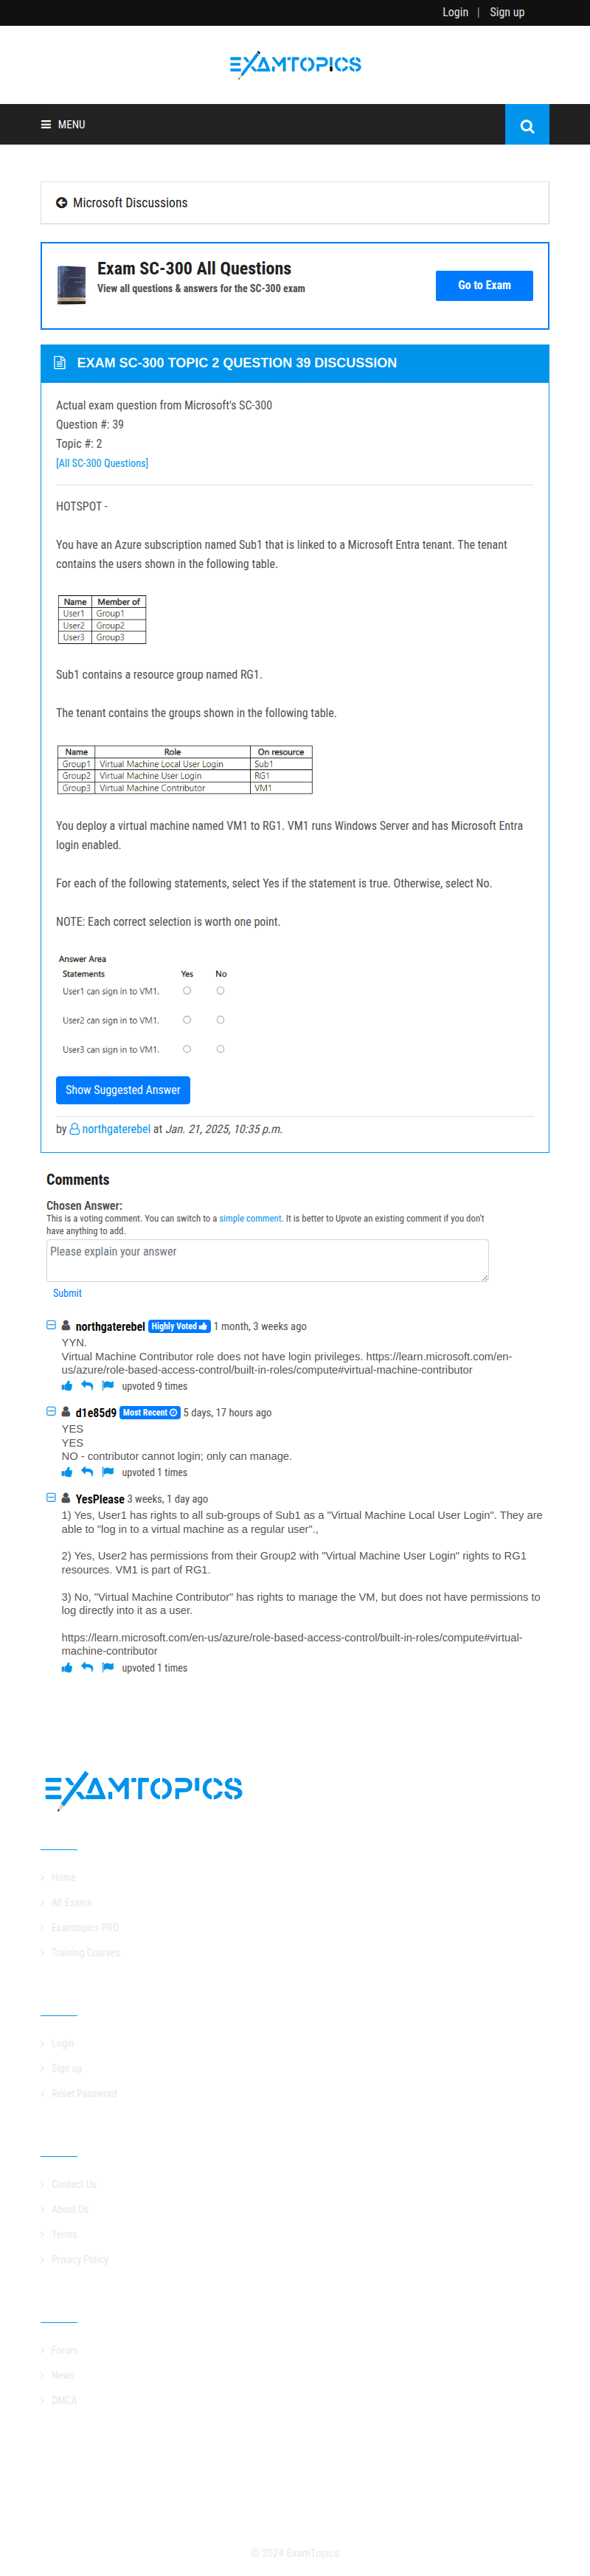 Login | Sign up
EXAMTOPICS
MENU
Microsoft Discussions
Exam SC-300 All Questions
View all questions & answers for the SC-300 exam
Go to Exam
EXAM SC-300 TOPIC 2 QUESTION 39 DISCUSSION
Actual exam question from Microsoft's SC-300
Question #: 39
Topic #: 2
[All SC-300 Questions]
HOTSPOT -
You have an Azure subscription named Sub1 that is linked to a Microsoft Entra tenant. The tenant
contains the users shown in the following table.
Name Member of
User1 Group1
User2 Group2
User3 Group3
Sub1 contains a resource group named RG1.
The tenant contains the groups shown in the following table.
Name Role On resource
Group1 Virtual Machine Local User Login Sub1
Group2 Virtual Machine User Login RG1
Group3 Virtual Machine Contributor VM1
You deploy a virtual machine named VM1 to RG1. VM1 runs Windows Server and has Microsoft Entra
login enabled.
For each of the following statements, select Yes if the statement is true. Otherwise, select No.
NOTE: Each correct selection is worth one point.
Answer Area
Statements Yes No
User1 can sign in to VM1.
User2 can sign in to VM1.
User3 can sign in to VM1.
Show Suggested Answer
by northgaterebel at Jan. 21, 2025, 10:35 p.m.
Comments
Chosen Answer:
This is a voting comment. You can switch to a simple comment. It is better to Upvote an existing comment if you don't
have anything to add.
Please explain your answer
Submit
northgaterebel Highly Voted 1 month, 3 weeks ago
YYN.
Virtual Machine Contributor role does not have login privileges. https://learn.microsoft.com/en-
us/azure/role-based-access-control/built-in-roles/compute#virtual-machine-contributor
upvoted 9 times
d1e85d9 Most Recent 5 days, 17 hours ago
YES
YES
NO - contributor cannot login; only can manage.
upvoted 1 times
YesPlease 3 weeks, 1 day ago
1) Yes, User1 has rights to all sub-groups of Sub1 as a "Virtual Machine Local User Login". They are
able to "log in to a virtual machine as a regular user".,
2) Yes, User2 has permissions from their Group2 with "Virtual Machine User Login" rights to RG1
resources. VM1 is part of RG1.
3) No, "Virtual Machine Contributor" has rights to manage the VM, but does not have permissions to
log directly into it as a user.
https://learn.microsoft.com/en-us/azure/role-based-access-control/built-in-roles/compute#virtual-
machine-contributor
upvoted 1 times
EXAMTOPICS
Home
All Exams
Examtopics PRO
Training Courses
Login
Sign up
Reset Password
Contact Us
About Us
Terms
Privacy Policy
Forum
News
DMCA
© 2024 ExamTopics